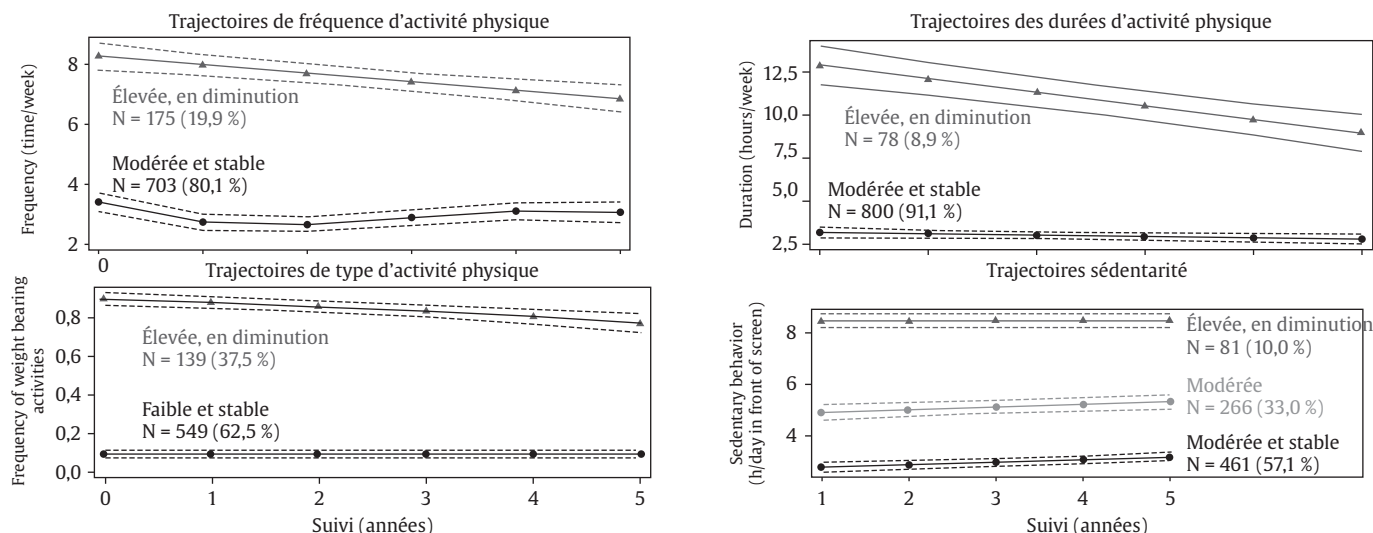 Trajectoires de fréquence d'activité physique
Frequency (time/week)
8
6
4
2
0
Élevée, en diminution
N = 175 (19,9 %)
Modérée et stable
N = 703 (80,1 %)
Trajectoires des durées d'activité physique
Duration (hours/week)
12,5
10,0
7,5
5,0
2,5
Élevée, en diminution
N = 78 (8,9 %)
Modérée et stable
N = 800 (91,1 %)
Trajectoires de type d'activité physique
Frequency of weight bearing
activities
0,8
0,6
0,4
0,2
0,0
Élevée, en diminution
N = 139 (37,5 %)
Faible et stable
N = 549 (62,5 %)
0 1 2 3 4 5
Suivi (années)
Trajectoires sédentarité
Sedentary behavior
(h/day in front of screen)
8
6
4
Élevée, en diminution
N = 81 (10,0 %)
Modérée
N = 266 (33,0 %)
Modérée et stable
N = 461 (57,1 %)
1 2 3 4 5
Suivi (années)